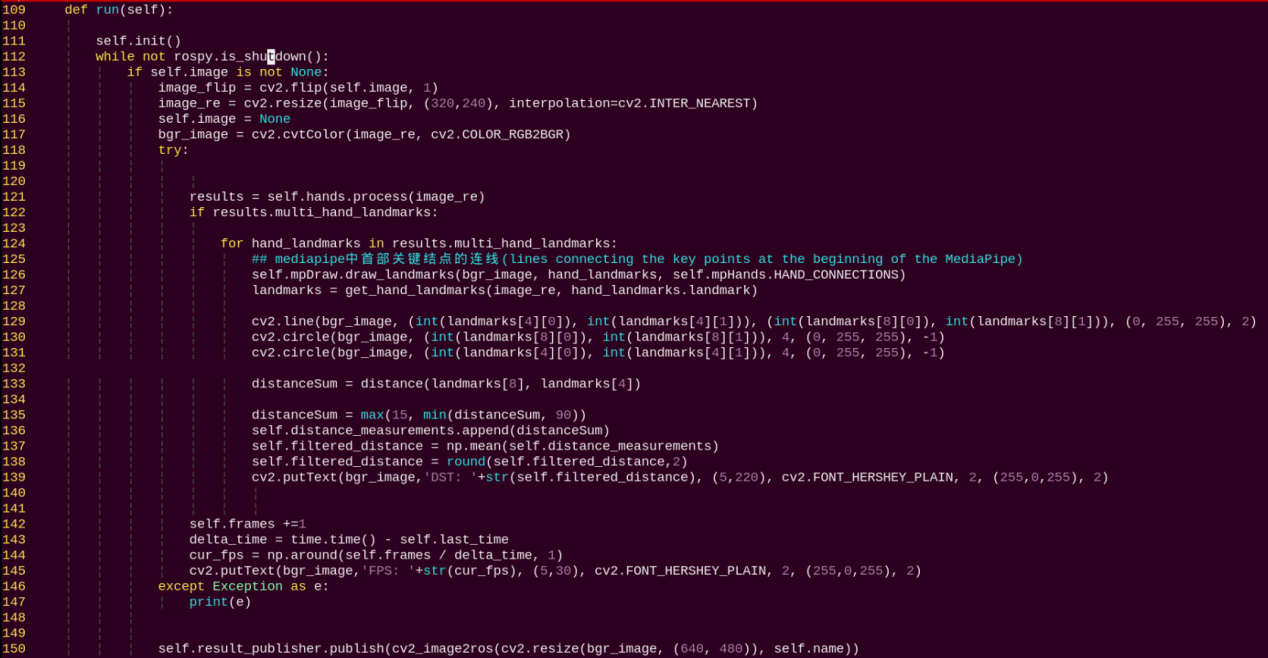 109     def run(self):
110
111         self.init()
112         while not rospy.is_shutdown():
113             if self.image is not None:
114                 image_flip = cv2.flip(self.image, 1)
115                 image_re = cv2.resize(image_flip, (320,240), interpolation=cv2.INTER_NEAREST)
116                 self.image = None
117                 bgr_image = cv2.cvtColor(image_re, cv2.COLOR_RGB2BGR)
118                 try:
119
120
121                     results = self.hands.process(image_re)
122                     if results.multi_hand_landmarks:
123
124                         for hand_landmarks in results.multi_hand_landmarks:
125                             ## mediapipe中首部关键结点的连线(lines connecting the key points at the beginning of the MediaPipe)
126                             self.mpDraw.draw_landmarks(bgr_image, hand_landmarks, self.mpHands.HAND_CONNECTIONS)
127                             landmarks = get_hand_landmarks(image_re, hand_landmarks.landmark)
128
129                             cv2.line(bgr_image, (int(landmarks[4][0]), int(landmarks[4][1])), (int(landmarks[8][0]), int(landmarks[8][1])), (0, 255, 255), 2)
130                             cv2.circle(bgr_image, (int(landmarks[8][0]), int(landmarks[8][1])), 4, (0, 255, 255), -1)
131                             cv2.circle(bgr_image, (int(landmarks[4][0]), int(landmarks[4][1])), 4, (0, 255, 255), -1)
132
133                             distanceSum = distance(landmarks[8], landmarks[4])
134
135                             distanceSum = max(15, min(distanceSum, 90))
136                             self.distance_measurements.append(distanceSum)
137                             self.filtered_distance = np.mean(self.distance_measurements)
138                             self.filtered_distance = round(self.filtered_distance,2)
139                             cv2.putText(bgr_image,'DST: '+str(self.filtered_distance), (5,220), cv2.FONT_HERSHEY_PLAIN, 2, (255,0,255), 2)
140
141
142                     self.frames +=1
143                     delta_time = time.time() - self.last_time
144                     cur_fps = np.around(self.frames / delta_time, 1)
145                     cv2.putText(bgr_image,'FPS: '+str(cur_fps), (5,30), cv2.FONT_HERSHEY_PLAIN, 2, (255,0,255), 2)
146                 except Exception as e:
147                     print(e)
148
149
150                 self.result_publisher.publish(cv2_image2ros(cv2.resize(bgr_image, (640, 480)), self.name))